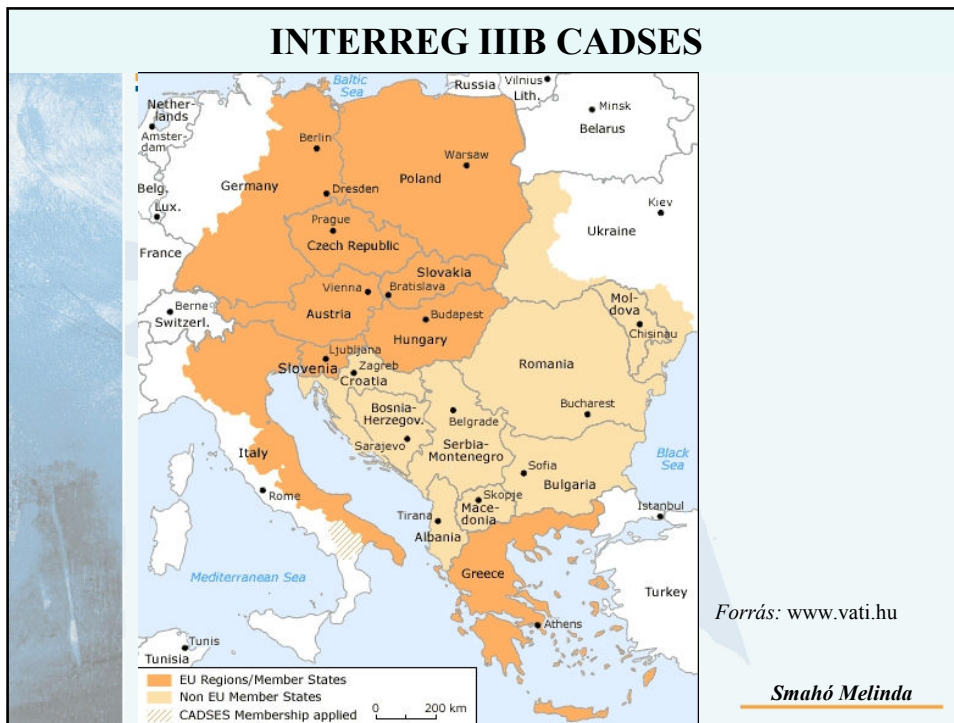 INTERREG IIIB CADSES
Baltic
Sea
Russia
Vilnius
Lith.
Minsk
Belarus
Nether-
lands
Amster-
dam
Berlin
Warsaw
Germany
Poland
Belg.
Dresden
Lux.
Kiev
Prague
Ukraine
Czech Republic
France
Slovakia
Vienna
Bratislava
Mol-
dova
Berne
Switzerl.
Austria
Budapest
Chisinau
Hungary
Ljubljana
Slovenia
Zagreb
Croatia
Romania
Bosnia-
Herzegov.
Bucharest
Belgrade
Sarajevo
Serbia-
Montenegro
Italy
Black
Sea
Sofia
Bulgaria
Rome
Skopje
Mace-
donia
Istanbul
Tirana
Albania
Mediterranean Sea
Greece
Turkey
Athens
Tunis
Tunisia
EU Regions/Member States
Non EU Member States
CADSES Membership applied
0 200 km
Forrás: www.vati.hu
Smahó Melinda